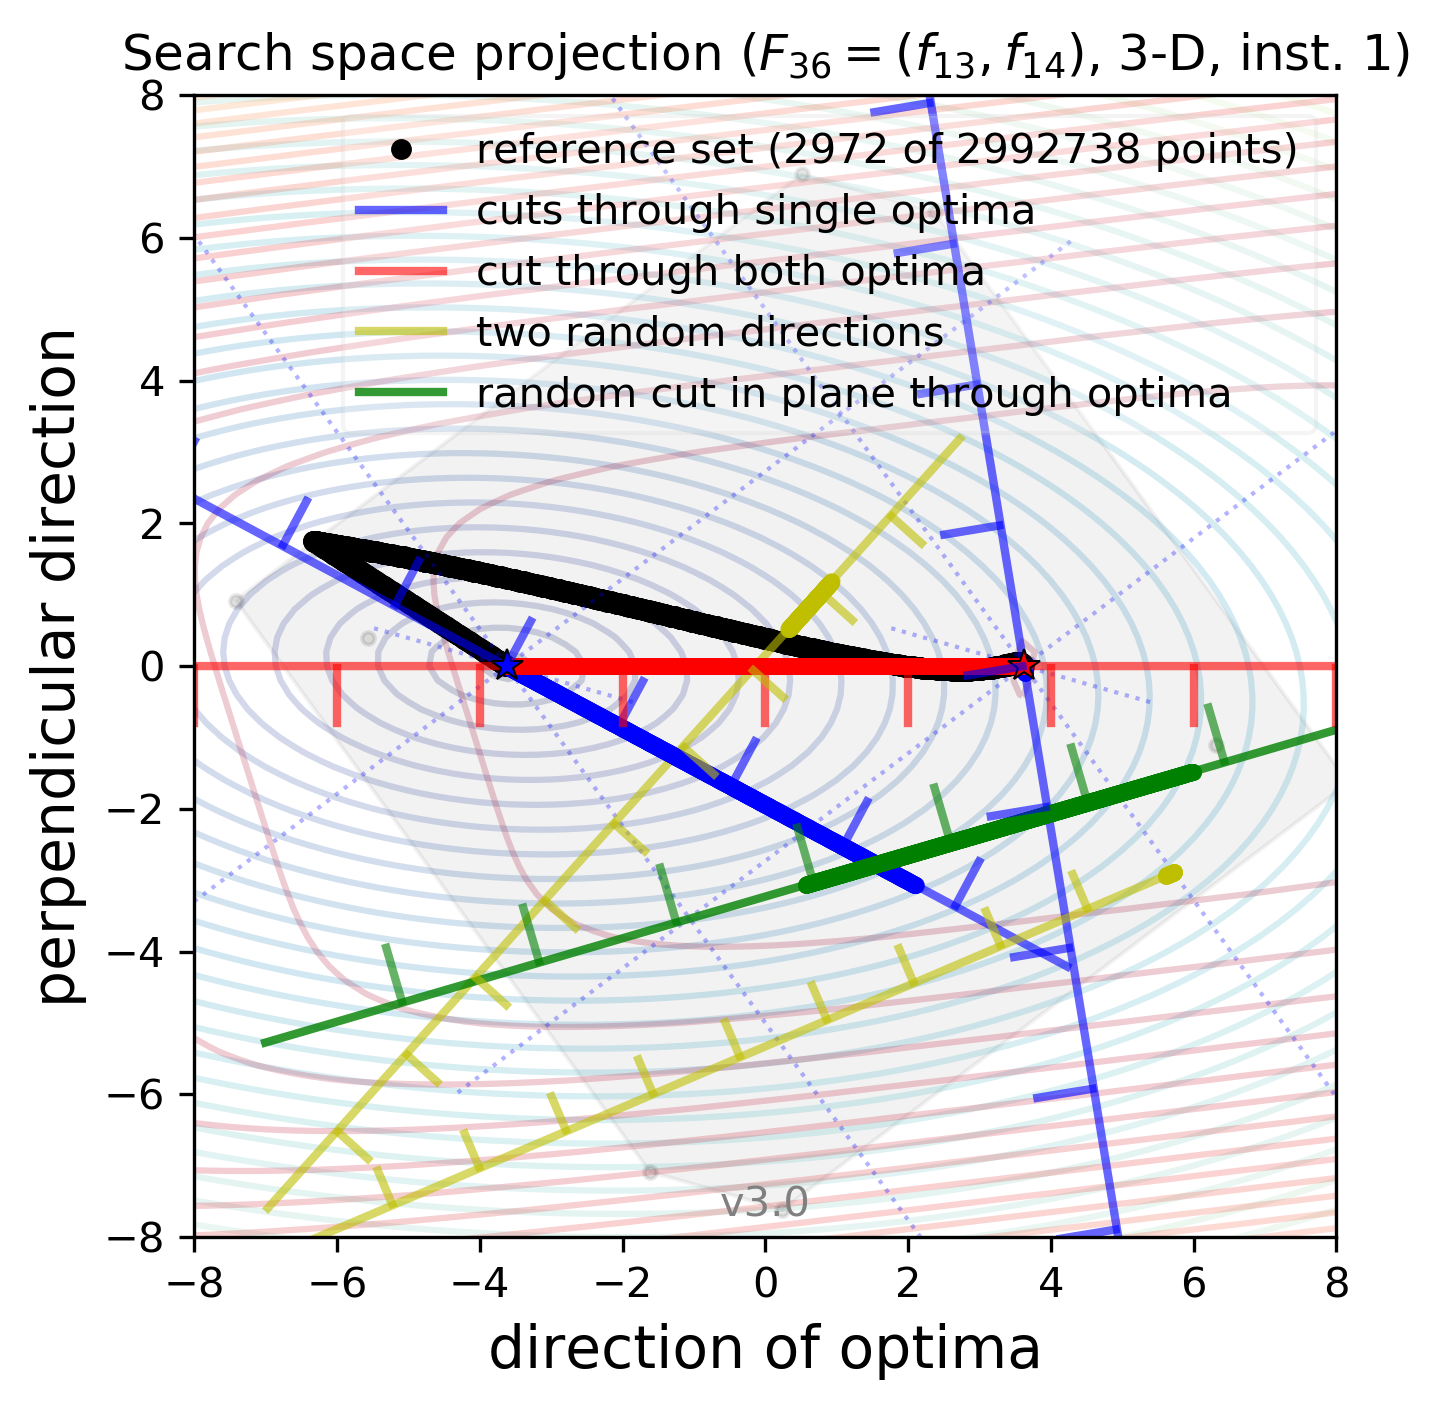 Search space projection (F₃₆ = (f₁₃, f₁₄), 3-D, inst. 1)
8
reference set (2972 of 2992738 points)
cuts through single optima
6
cut through both optima
two random directions
4
random cut in plane through optima
2
0
−2
−4
−6
−8
perpendicular direction
v3.0
−8 −6 −4 −2 0 2 4 6 8
direction of optima